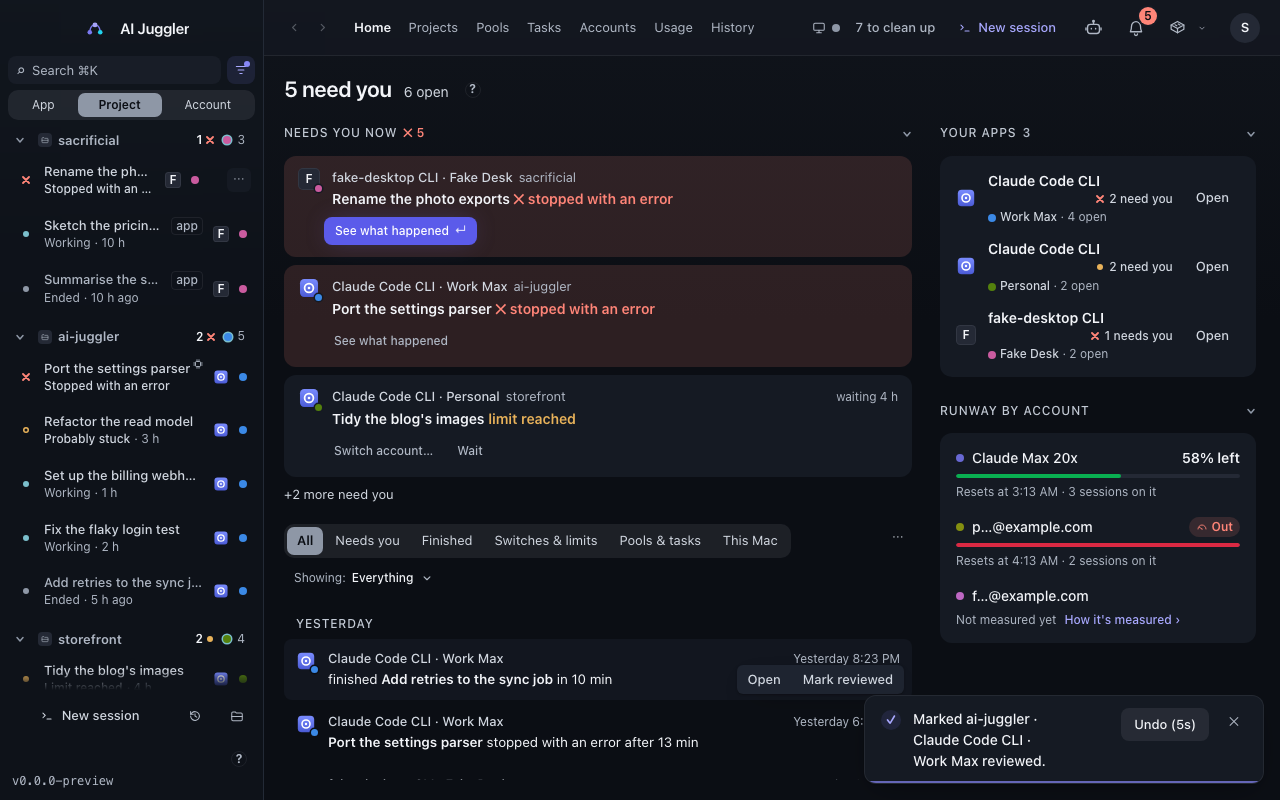 AI Juggler
Search ⌘K
App Project Account
sacrificial 1 3
Rename the ph... F
Stopped with an ...
Sketch the pricin... app F
Working · 10 h
Summarise the s... app F
Ended · 10 h ago
ai-juggler 2 5
Port the settings parser
Stopped with an error
Refactor the read model
Probably stuck · 3 h
Set up the billing webh...
Working · 1 h
Fix the flaky login test
Working · 2 h
Add retries to the sync j...
Ended · 5 h ago
storefront 2 4
Tidy the blog's images
Limit reached · 4 h
New session
?
v0.0.0-preview
Home Projects Pools Tasks Accounts Usage History
7 to clean up
New session
5
S
5 need you 6 open ?
NEEDS YOU NOW 5
F fake-desktop CLI · Fake Desk sacrificial
Rename the photo exports stopped with an error
See what happened ↵
Claude Code CLI · Work Max ai-juggler
Port the settings parser stopped with an error
See what happened
Claude Code CLI · Personal storefront waiting 4 h
Tidy the blog's images limit reached
Switch account... Wait
+2 more need you
All Needs you Finished Switches & limits Pools & tasks This Mac ...
Showing: Everything
YESTERDAY
Claude Code CLI · Work Max Yesterday 8:23 PM
finished Add retries to the sync job in 10 min
Open Mark reviewed
Claude Code CLI · Work Max Yesterday 6:
Port the settings parser stopped with an error after 13 min
YOUR APPS 3
Claude Code CLI
2 need you Open
Work Max · 4 open
Claude Code CLI
2 need you Open
Personal · 2 open
fake-desktop CLI
F 1 needs you Open
Fake Desk · 2 open
RUNWAY BY ACCOUNT
Claude Max 20x 58% left
Resets at 3:13 AM · 3 sessions on it
p...@example.com Out
Resets at 4:13 AM · 2 sessions on it
f...@example.com
Not measured yet How it's measured ›
Marked ai-juggler ·
Claude Code CLI ·
Work Max reviewed.
Undo (5s)